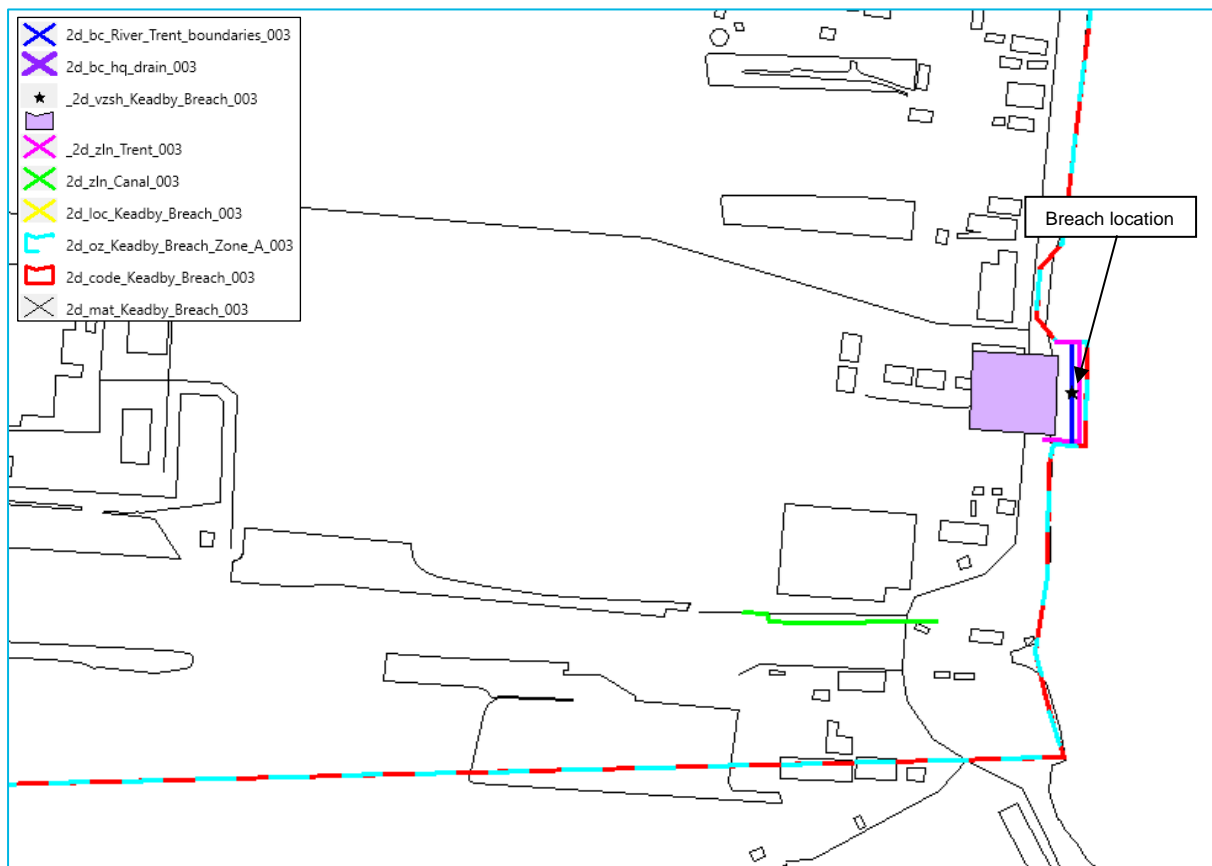 2d_bc_River_Trent_boundaries_003
2d_bc_hq_drain_003
_2d_vzsh_Keadby_Breach_003
_2d_zln_Trent_003
2d_zln_Canal_003
2d_loc_Keadby_Breach_003
2d_oz_Keadby_Breach_Zone_A_003
2d_code_Keadby_Breach_003
2d_mat_Keadby_Breach_003
Breach location